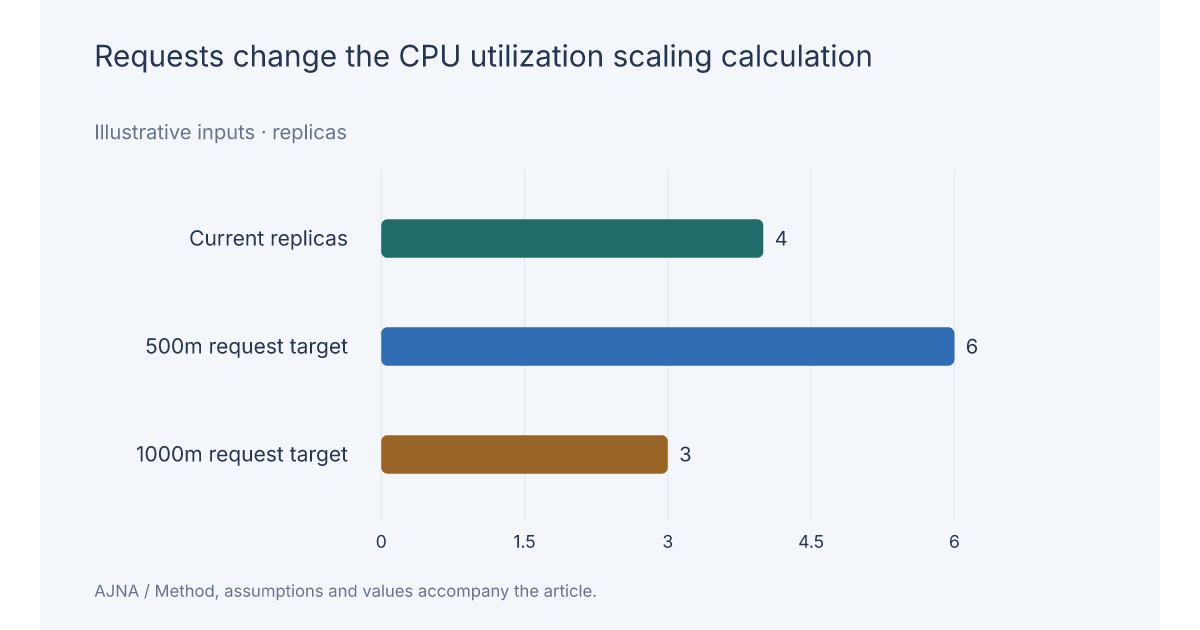 Requests change the CPU utilization scaling calculation
Illustrative inputs · replicas
Current replicas 4
500m request target 6
1000m request target 3
0 1.5 3 4.5 6
AJNA / Method, assumptions and values accompany the article.